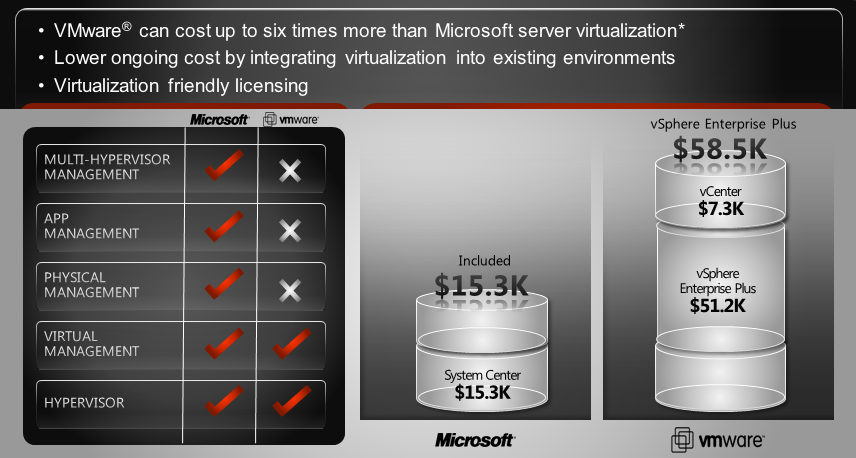 • VMware® can cost up to six times more than Microsoft server virtualization*
• Lower ongoing cost by integrating virtualization into existing environments
• Virtualization friendly licensing
Microsoft vmware
MULTI-HYPERVISOR
MANAGEMENT
APP
MANAGEMENT
PHYSICAL
MANAGEMENT
VIRTUAL
MANAGEMENT
HYPERVISOR
Included
$15.3K
System Center
$15.3K
Microsoft
vSphere Enterprise Plus
$58.5K
vCenter
$7.3K
vSphere
Enterprise Plus
$51.2K
vmware